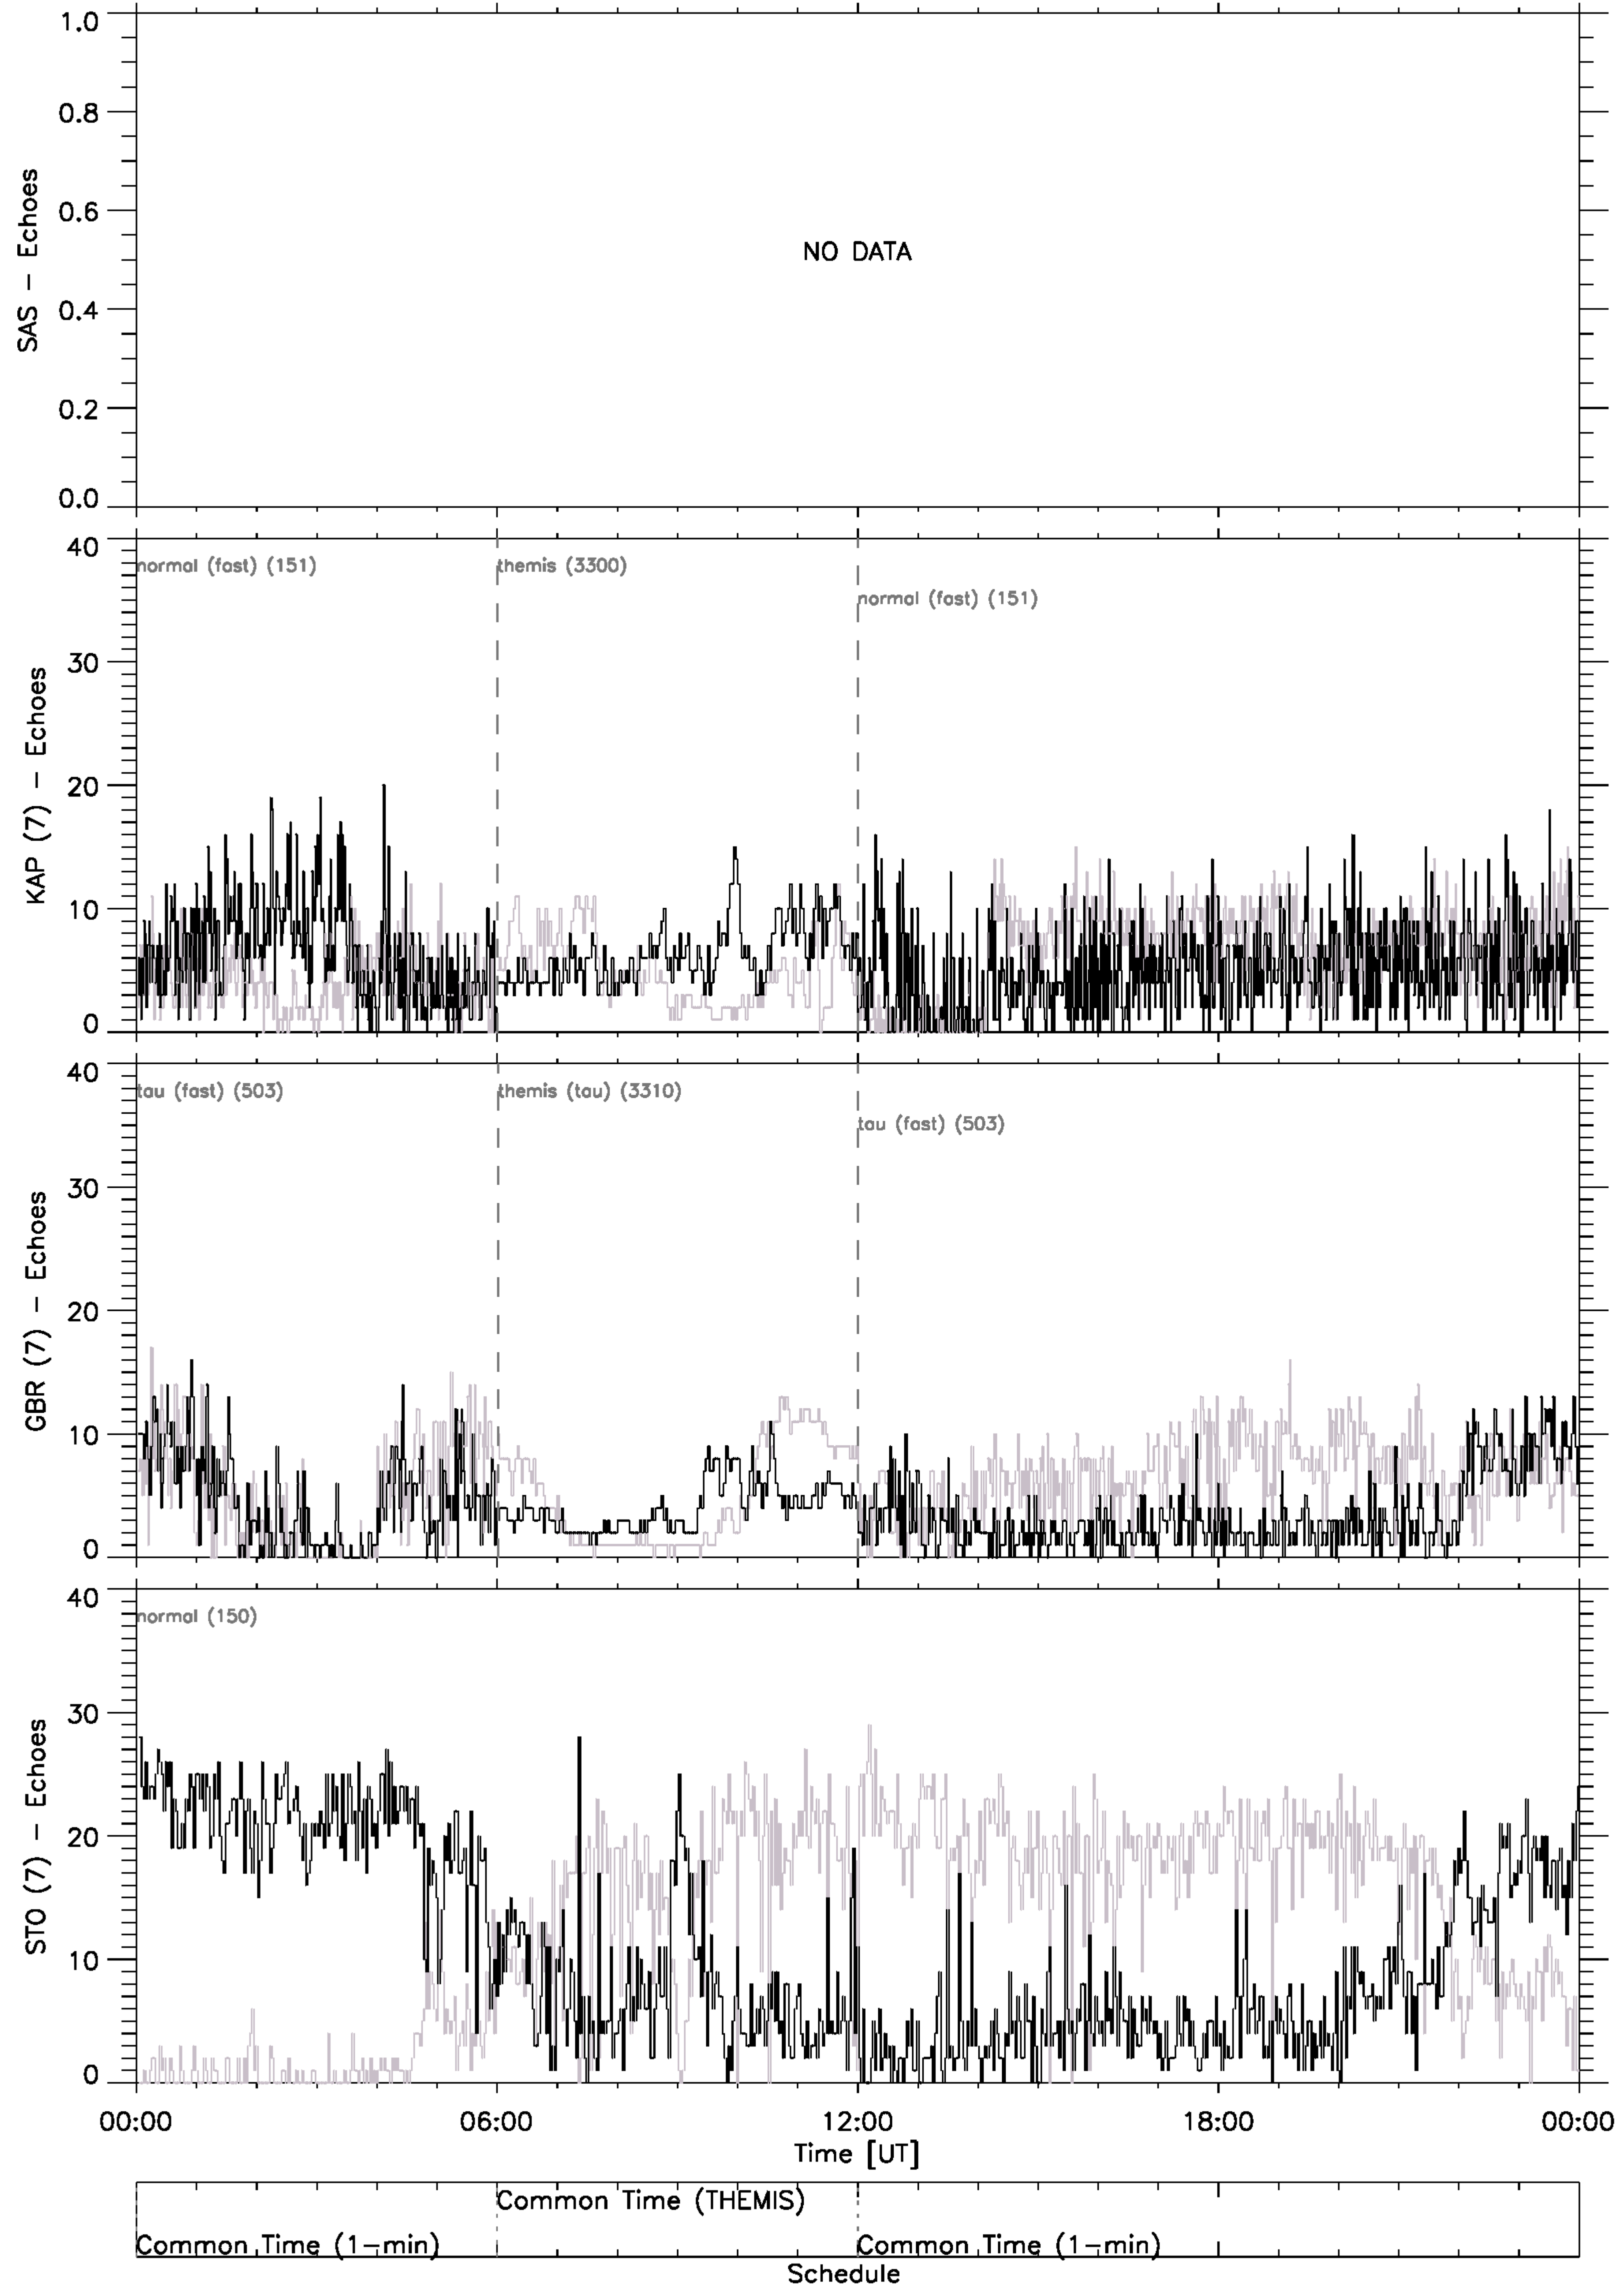 1.0
0.8
0.6
0.4
0.2
0.0
SAS – Echoes
NO DATA
40
30
20
10
0
KAP (7) – Echoes
normal (fast) (151)
themis (3300)
normal (fast) (151)
40
30
20
10
0
GBR (7) – Echoes
tau (fast) (503)
themis (tau) (3310)
tau (fast) (503)
40
30
20
10
0
STO (7) – Echoes
normal (150)
00:00 06:00 12:00 18:00 00:00
Time [UT]
Common Time (THEMIS)
Common Time (1–min) Common Time (1–min)
Schedule